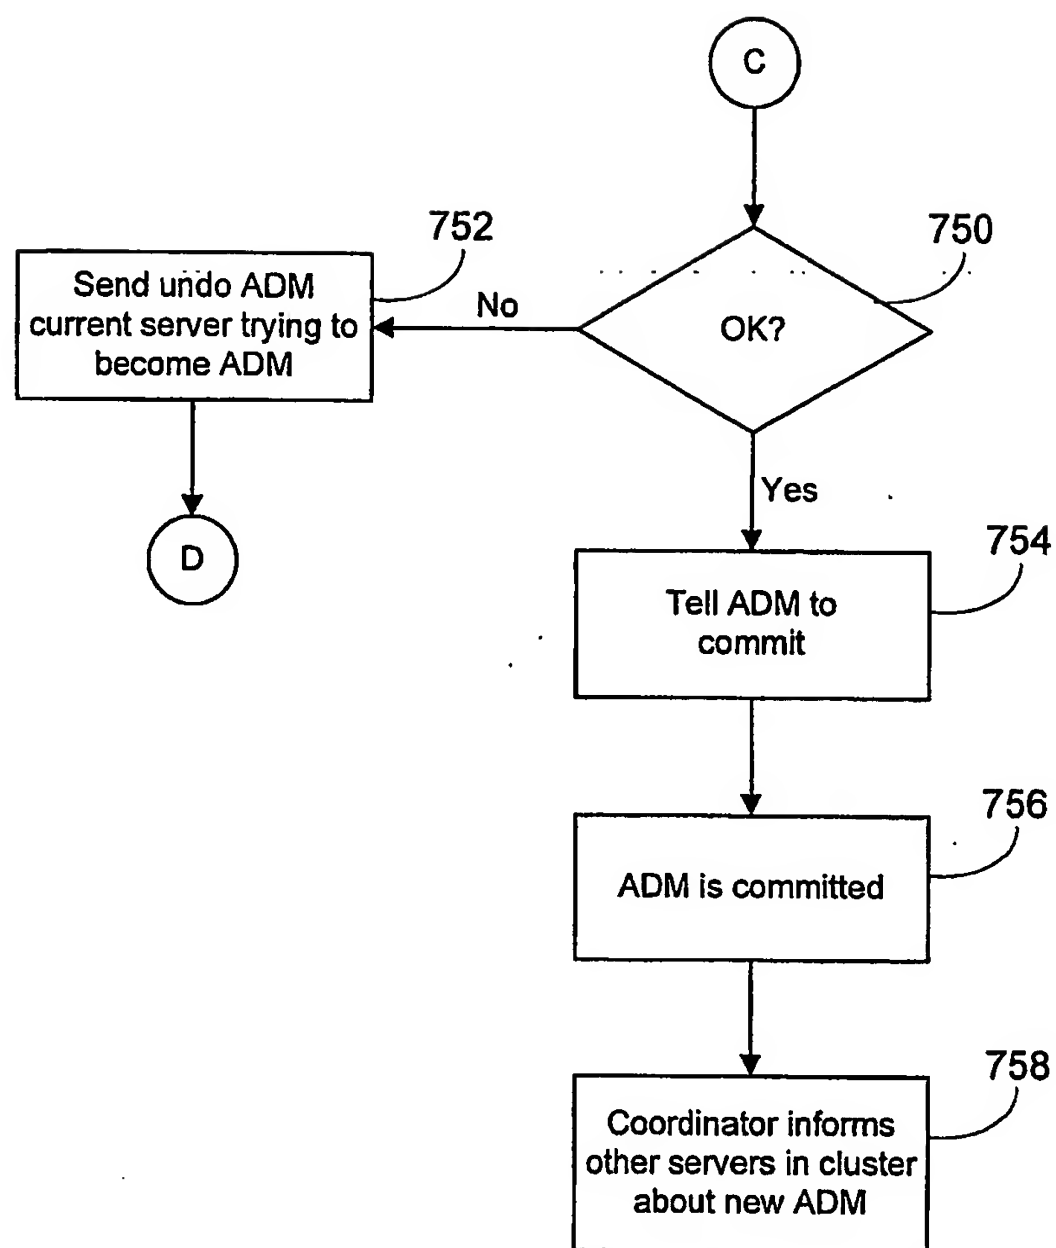 C
752
750
Send undo ADM
current server trying to
become ADM
No
OK?
Yes
D
754
Tell ADM to
commit
756
ADM is committed
758
Coordinator informs
other servers in cluster
about new ADM